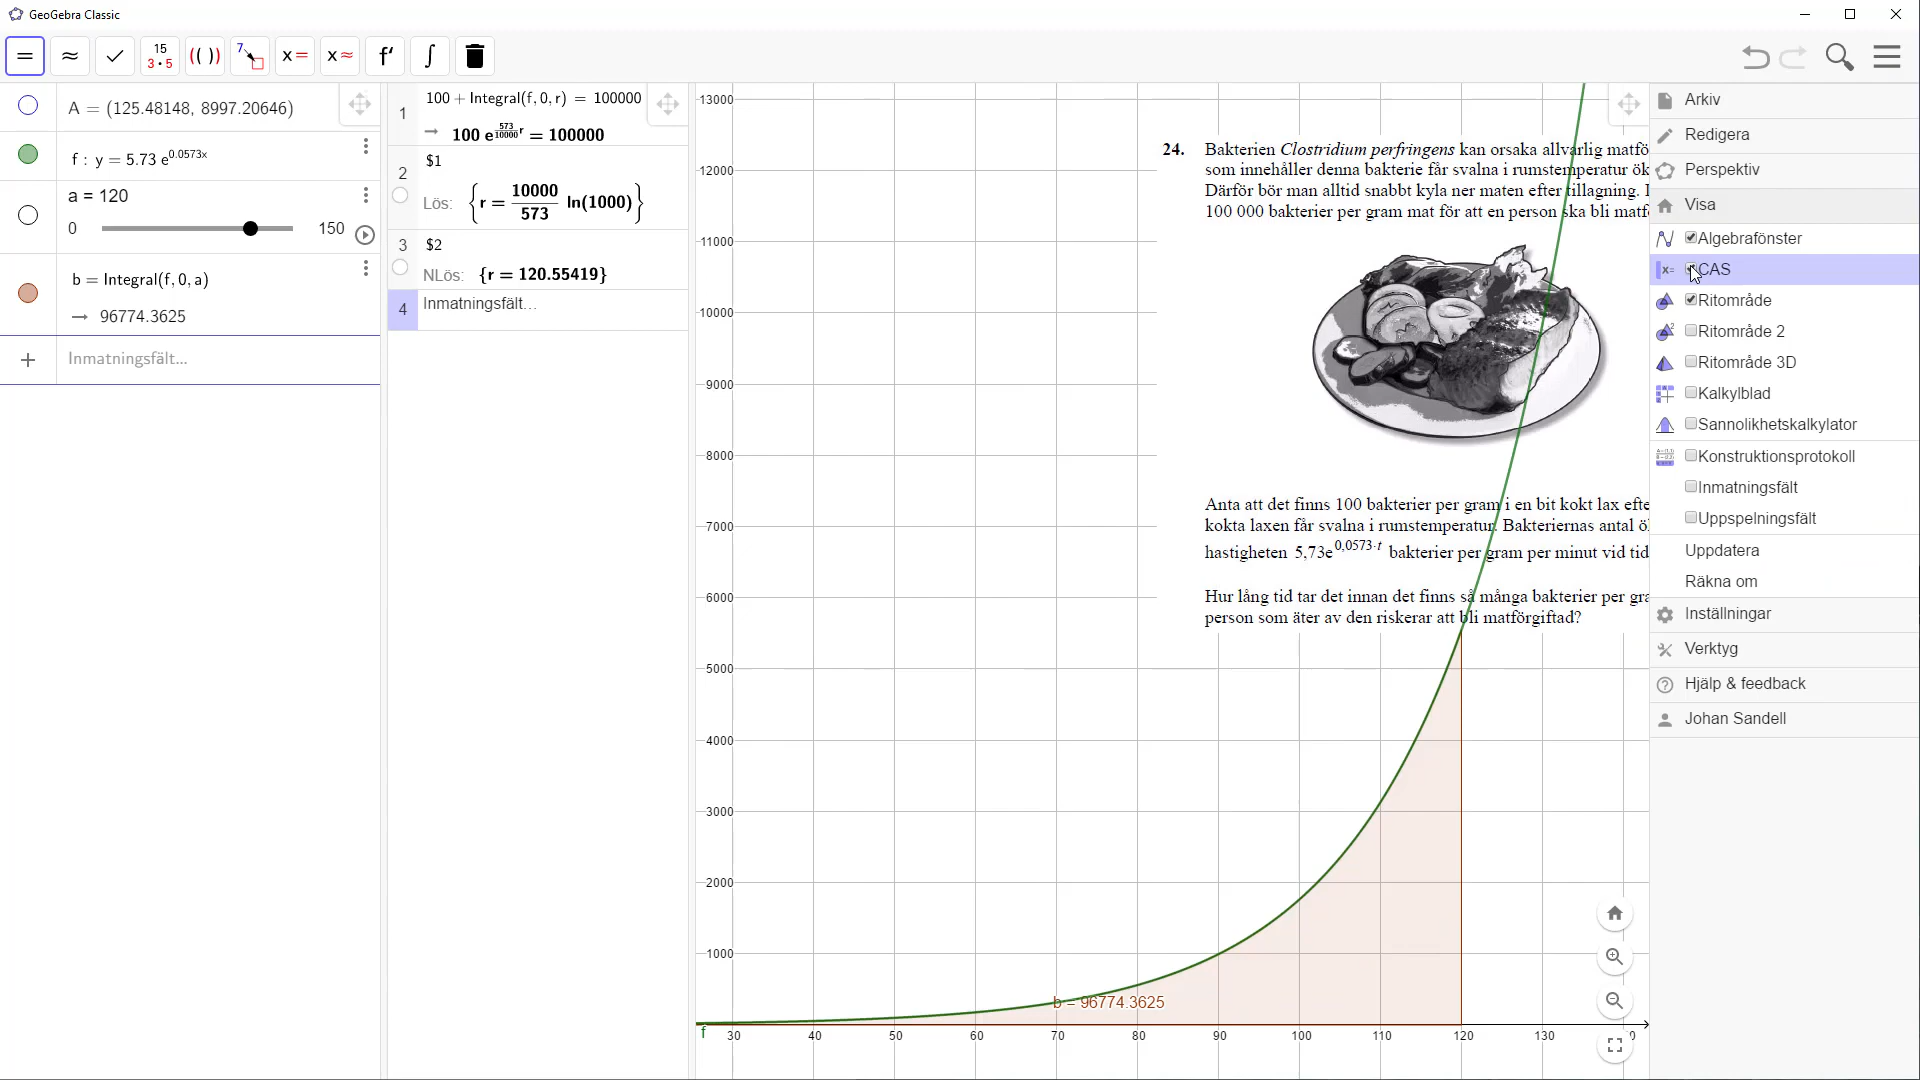 GeoGebra Classic
= ≈ ✓ 15 3·5 (( )) 7 x= x≈ f′ ∫
A = (125.48148, 8997.20646)
f : y = 5.73 e^0.0573x
a = 120
0 150
b = Integral(f, 0, a)
→ 96774.3625
+ Inmatningsfält…
1 100 + Integral(f, 0, r) = 100000
→ 100 e^(573/10000 r) = 100000
2 $1
Lös: {r = 10000/573 ln(1000)}
3 $2
NLös: {r = 120.55419}
4 Inmatningsfält…
13000
12000
11000
10000
9000
8000
7000
6000
5000
4000
3000
2000
1000
24. Bakterien Clostridium perfringens kan orsaka allvarlig matfö
som innehåller denna bakterie får svalna i rumstemperatur ök
Därför bör man alltid snabbt kyla ner maten efter tillagning.
100 000 bakterier per gram mat för att en person ska bli matf
Anta att det finns 100 bakterier per gram i en bit kokt lax efte
kokta laxen får svalna i rumstemperatur. Bakteriernas antal ö
hastigheten 5,73e^0,0573·t bakterier per gram per minut vid tid
Hur lång tid tar det innan det finns så många bakterier per gra
person som äter av den riskerar att bli matförgiftad?
b = 96774.3625
f
30 40 50 60 70 80 90 100 110 120 130
Arkiv
Redigera
Perspektiv
Visa
Algebrafönster
x= CAS
Ritområde
Ritområde 2
Ritområde 3D
Kalkylblad
Sannolikhetskalkylator
Konstruktionsprotokoll
Inmatningsfält
Uppspelningsfält
Uppdatera
Räkna om
Inställningar
Verktyg
Hjälp & feedback
Johan Sandell